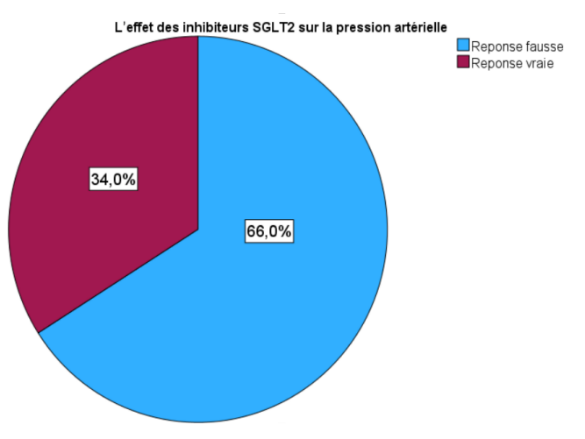 L'effet des inhibiteurs SGLT2 sur la pression artérielle
Reponse fausse
Reponse vraie
34,0%
66,0%